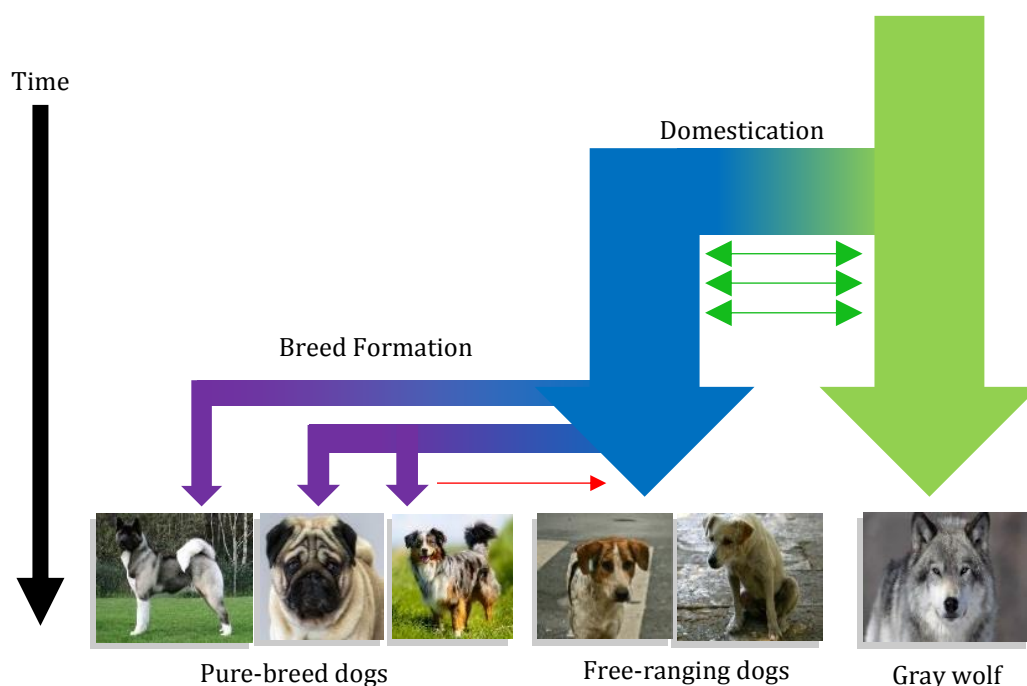 Time
Domestication
Breed Formation
Pure-breed dogs
Free-ranging dogs
Gray wolf